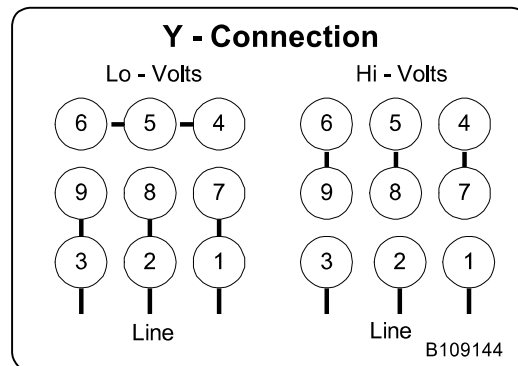 Y - Connection
Lo - Volts Hi - Volts
6 5 4 6 5 4
9 8 7 9 8 7
3 2 1 3 2 1
Line Line
B109144